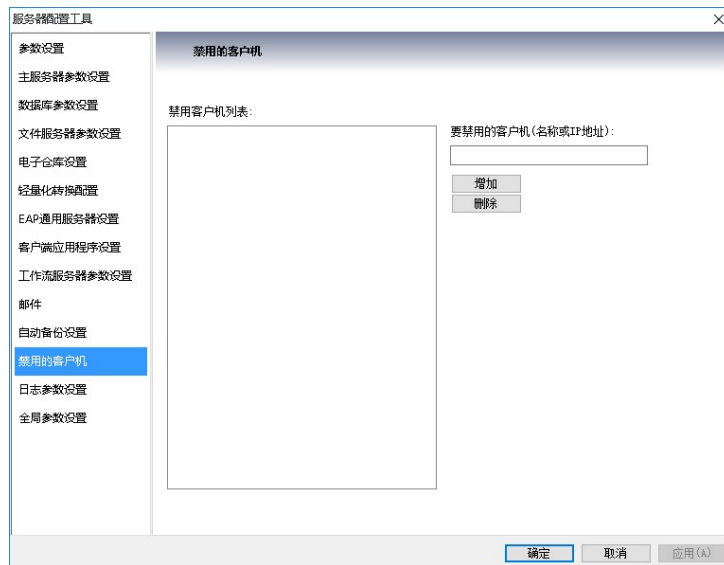 服务器配置工具
参数设置
主服务器参数设置
数据库参数设置
文件服务器参数设置
电子仓库设置
轻量化转换配置
EAP通用服务器设置
客户端应用程序设置
工作流服务器参数设置
邮件
自动备份设置
禁用的客户机
日志参数设置
全局参数设置
禁用的客户机
禁用客户机列表:
要禁用的客户机(名称或IP地址):
增加
删除
确定
取消
应用(A)